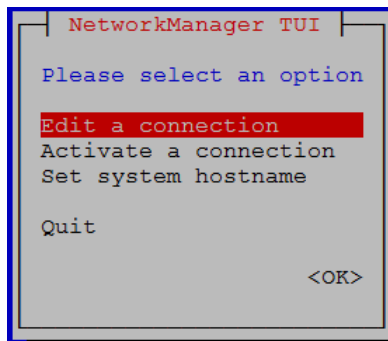 NetworkManager TUI
Please select an option
Edit a connection
Activate a connection
Set system hostname
Quit
<OK>